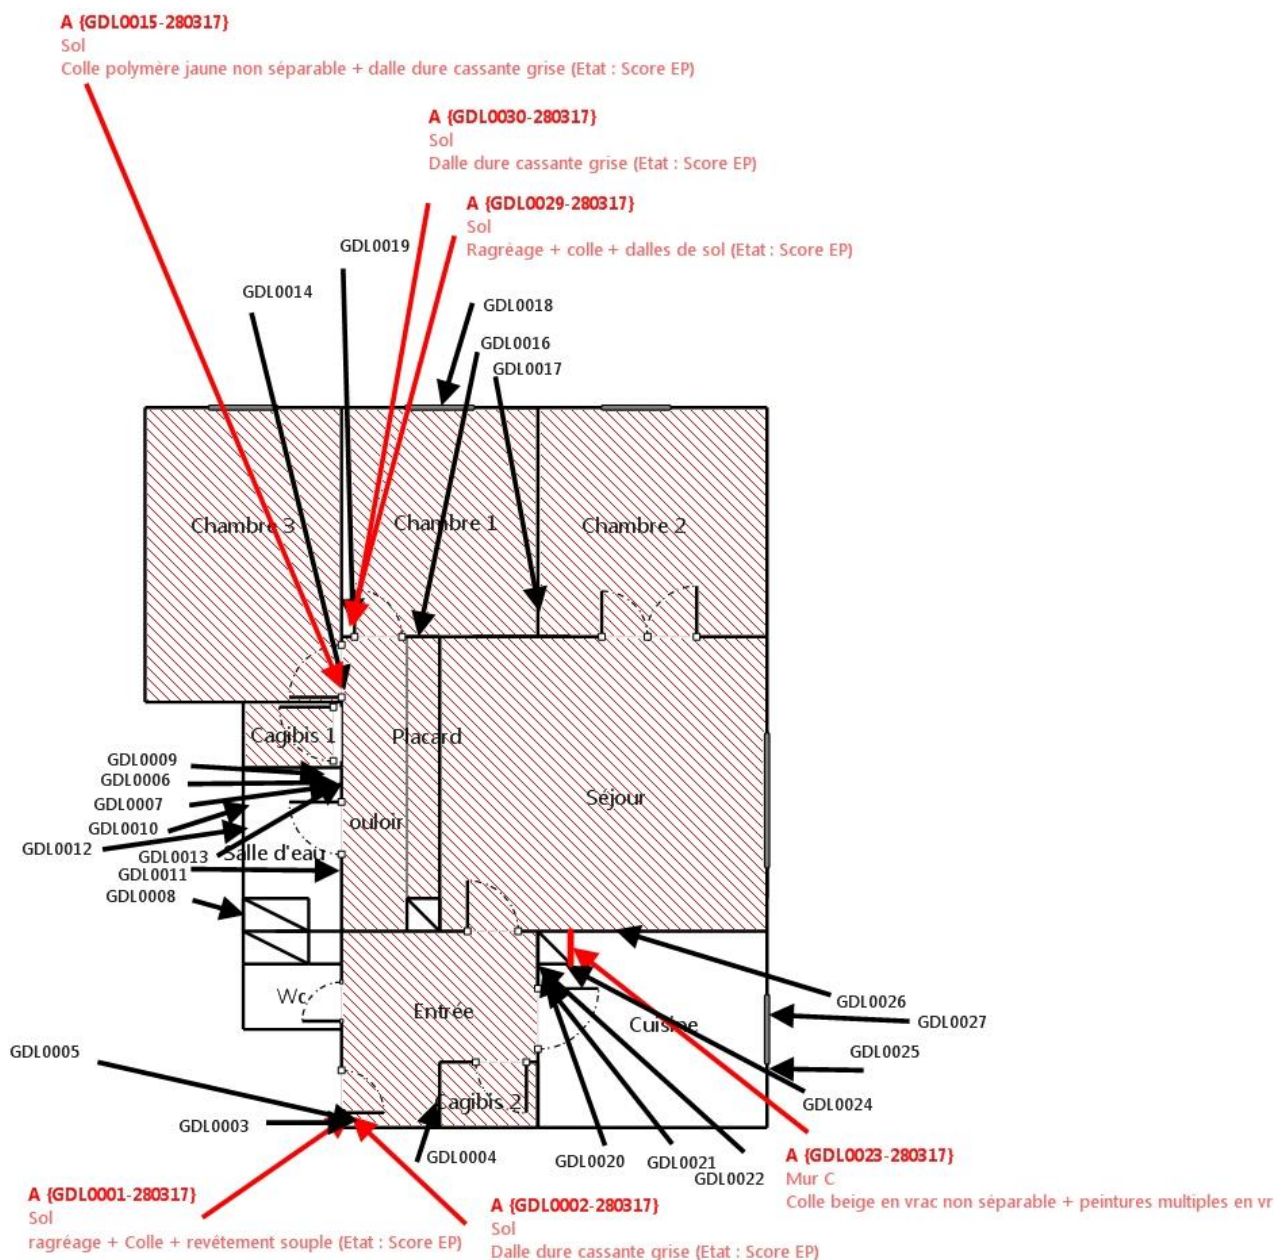 A {GDL0015-280317}
Sol
Colle polymère jaune non séparable + dalle dure cassante grise (Etat : Score EP)
A {GDL0030-280317}
Sol
Dalle dure cassante grise (Etat : Score EP)
A {GDL0029-280317}
Sol
Ragréage + colle + dalles de sol (Etat : Score EP)
GDL0019
GDL0014
GDL0018
GDL0016
GDL0017
Chambre 3
Chambre 1
Chambre 2
Cagibis 1
Placard
GDL0009
GDL0006
GDL0007
GDL0010
GDL0012
GDL0013
GDL0011
GDL0008
Séjour
ouloir
Salle d'eau
Wc
Entrée
Cuisine
GDL0026
GDL0027
GDL0025
GDL0024
GDL0005
GDL0003
Cagibis 2
GDL0004
GDL0020
GDL0021
GDL0022
A {GDL0023-280317}
Mur C
Colle beige en vrac non séparable + peintures multiples en vr
A {GDL0001-280317}
Sol
ragréage + Colle + revétement souple (Etat : Score EP)
A {GDL0002-280317}
Sol
Dalle dure cassante grise (Etat : Score EP)